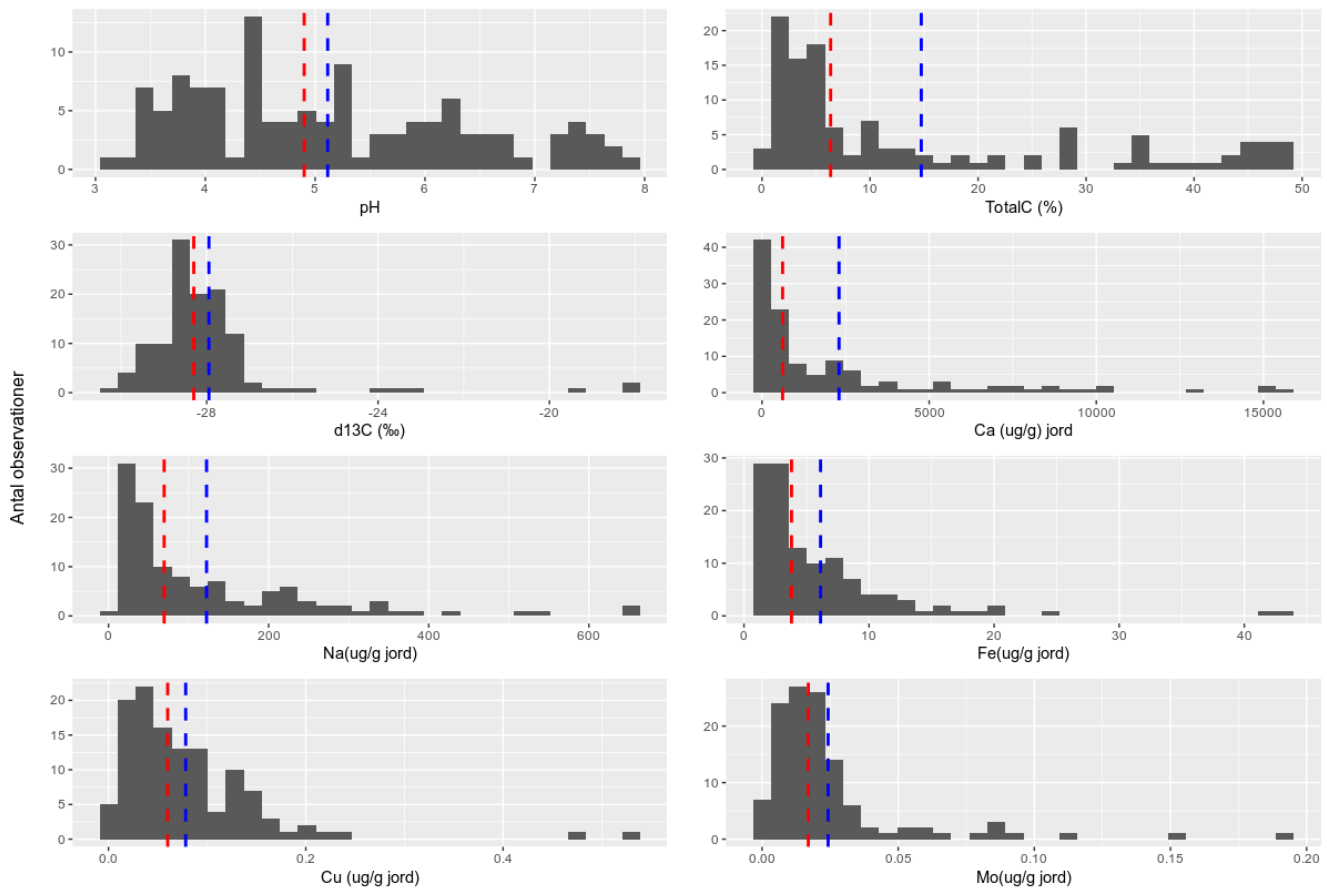 Antal observationer
10
5
0
3 4 5 6 7 8
pH
20
15
10
5
0
0 10 20 30 40 50
TotalC (%)
30
20
10
0
-28 -24 -20
d13C (‰)
40
30
20
10
0
0 5000 10000 15000
Ca (ug/g) jord
30
20
10
0
0 200 400 600
Na(ug/g jord)
30
20
10
0
0 10 20 30 40
Fe(ug/g jord)
20
15
10
5
0
0.0 0.2 0.4
Cu (ug/g jord)
20
10
0
0.00 0.05 0.10 0.15 0.20
Mo(ug/g jord)